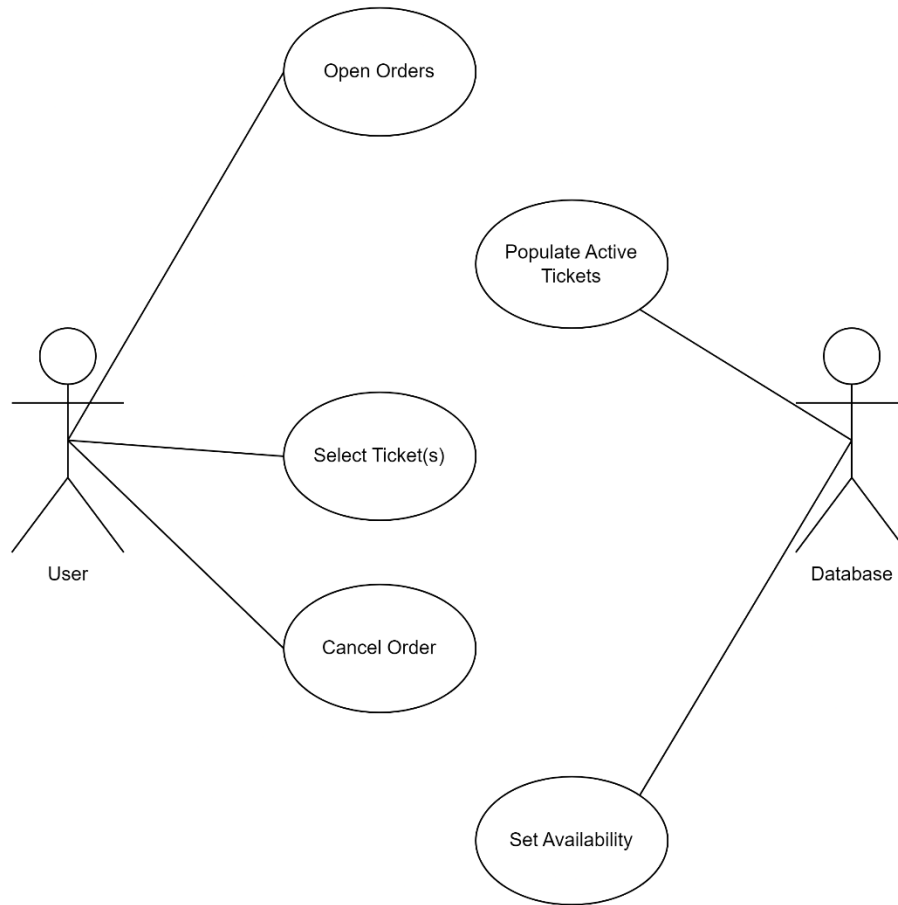 Open Orders
Populate Active
Tickets
Select Ticket(s)
User
Database
Cancel Order
Set Availability